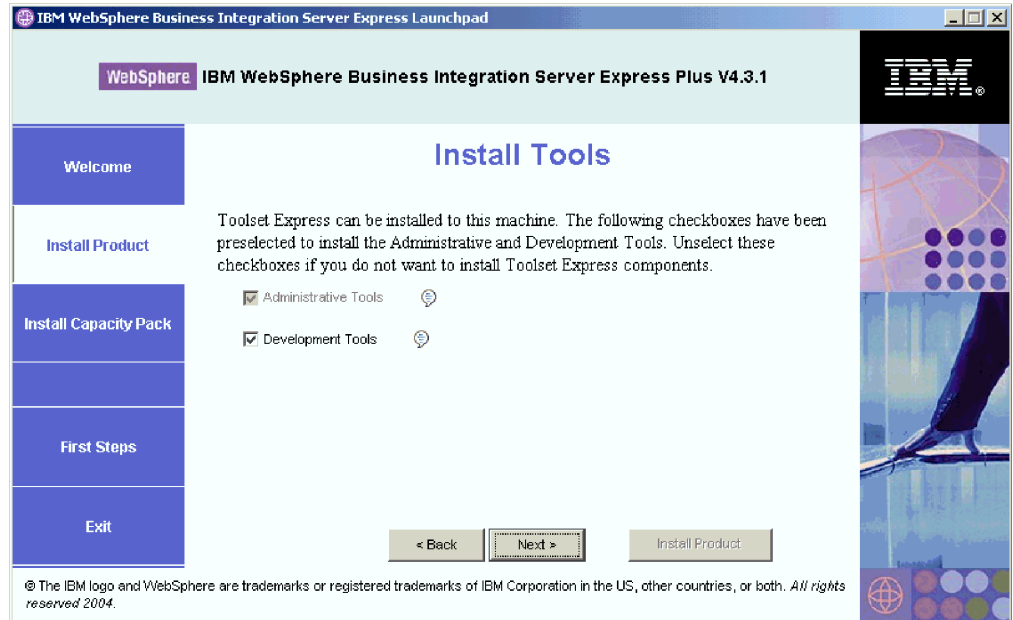 IBM WebSphere Business Integration Server Express Launchpad
WebSphere. IBM WebSphere Business Integration Server Express Plus V4.3.1
IBM®
Welcome
Install Product
Install Capacity Pack
First Steps
Exit
Install Tools
Toolset Express can be installed to this machine. The following checkboxes have been
preselected to install the Administrative and Development Tools. Unselect these
checkboxes if you do not want to install Toolset Express components.
Administrative Tools
Development Tools
< Back
Next >
Install Product
© The IBM logo and WebSphere are trademarks or registered trademarks of IBM Corporation in the US, other countries, or both. All rights
reserved 2004.